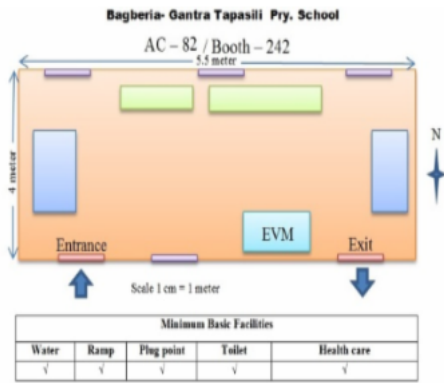 Bagberia- Gantra Tapasili Pry. School
AC – 82 / Booth – 242
5.5 meter
4 meter
N
EVM
Entrance
Exit
Scale 1 cm = 1 meter
Minimum Basic Facilities
Water Ramp Plug point Toilet Health care
√ √ √ √ √